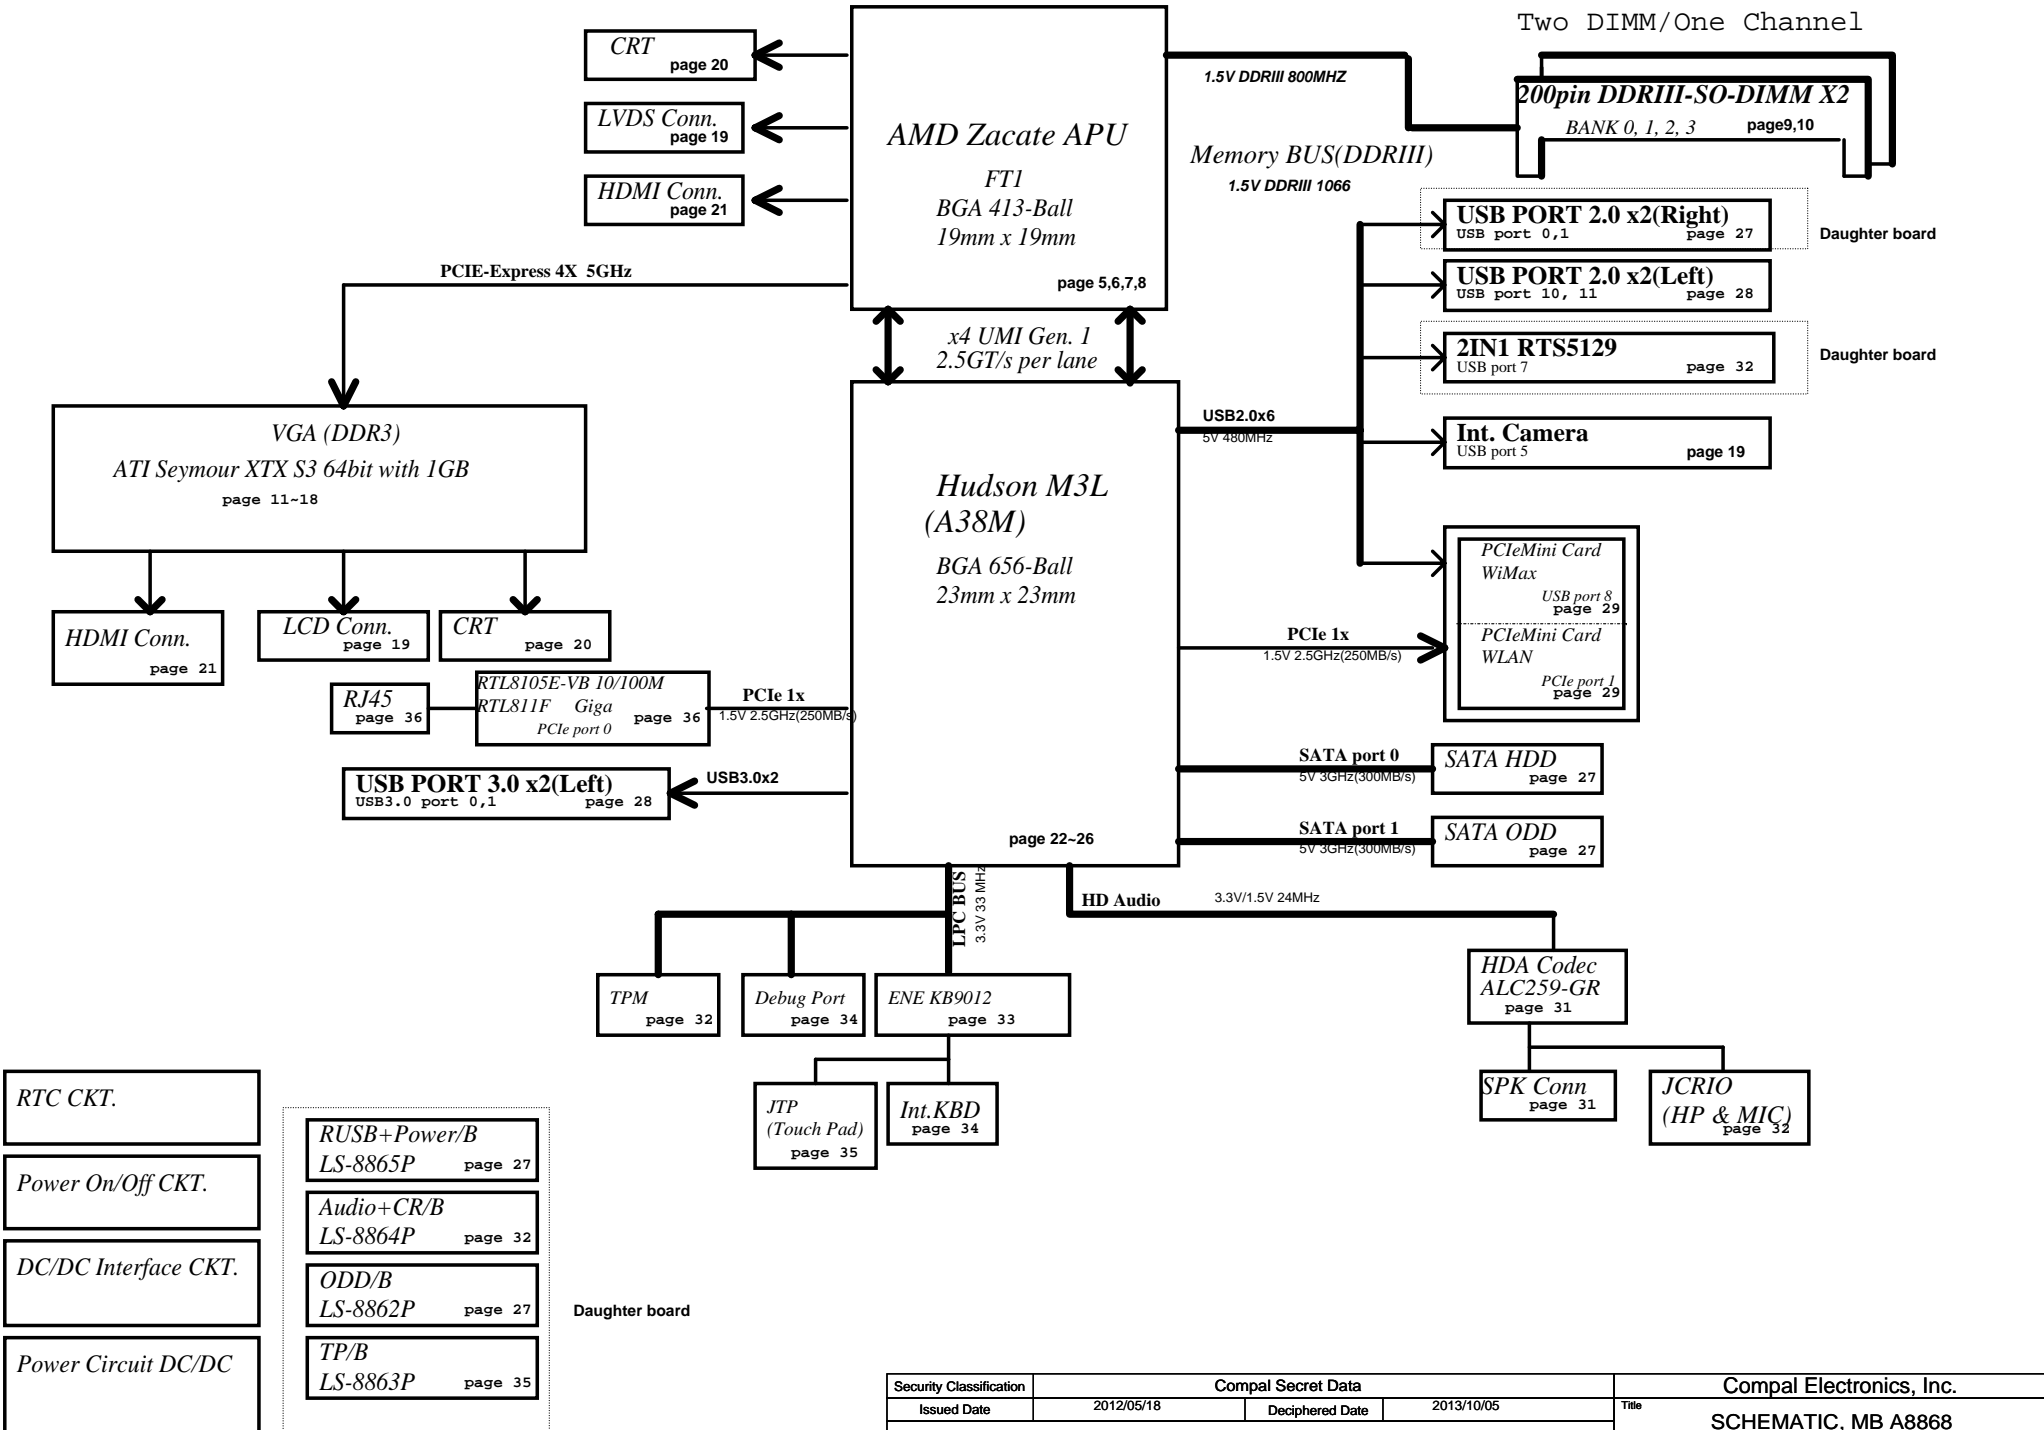 Two DIMM/One Channel
CRT
page 20
LVDS Conn.
page 19
HDMI Conn.
page 21
AMD Zacate APU
FT1
BGA 413-Ball
19mm x 19mm
page 5,6,7,8
1.5V DDRIII 800MHZ
Memory BUS(DDRIII)
1.5V DDRIII 1066
200pin DDRIII-SO-DIMM X2
BANK 0, 1, 2, 3 page9,10
USB PORT 2.0 x2(Right)
USB port 0,1 page 27
Daughter board
USB PORT 2.0 x2(Left)
USB port 10, 11 page 28
2IN1 RTS5129
USB port 7 page 32
Daughter board
Int. Camera
USB port 5 page 19
PCIE-Express 4X 5GHz
x4 UMI Gen. 1
2.5GT/s per lane
USB2.0x6
5V 480MHz
VGA (DDR3)
ATI Seymour XTX S3 64bit with 1GB
page 11~18
Hudson M3L
(A38M)
BGA 656-Ball
23mm x 23mm
page 22~26
PCIeMini Card
WiMax
USB port 8
page 29
PCIeMini Card
WLAN
PCIe port 1
page 29
PCIe 1x
1.5V 2.5GHz(250MB/s)
HDMI Conn.
page 21
LCD Conn.
page 19
CRT
page 20
RJ45
page 36
RTL8105E-VB 10/100M
RTL811F Giga
PCIe port 0
page 36
PCIe 1x
1.5V 2.5GHz(250MB/s)
USB PORT 3.0 x2(Left)
USB3.0 port 0,1 page 28
USB3.0x2
SATA port 0
5V 3GHz(300MB/s)
SATA HDD
page 27
SATA port 1
5V 3GHz(300MB/s)
SATA ODD
page 27
LPC BUS
3.3V 33 MHz
HD Audio
3.3V/1.5V 24MHz
TPM
page 32
Debug Port
page 34
ENE KB9012
page 33
HDA Codec
ALC259-GR
page 31
JTP
(Touch Pad)
page 35
Int.KBD
page 34
SPK Conn
page 31
JCRIO
(HP & MIC)
page 32
RTC CKT.
Power On/Off CKT.
DC/DC Interface CKT.
Power Circuit DC/DC
RUSB+Power/B
LS-8865P page 27
Audio+CR/B
LS-8864P page 32
ODD/B
LS-8862P page 27
TP/B
LS-8863P page 35
Daughter board
Security Classification Compal Secret Data Compal Electronics, Inc.
Issued Date 2012/05/18 Deciphered Date 2013/10/05 Title
SCHEMATIC, MB A8868